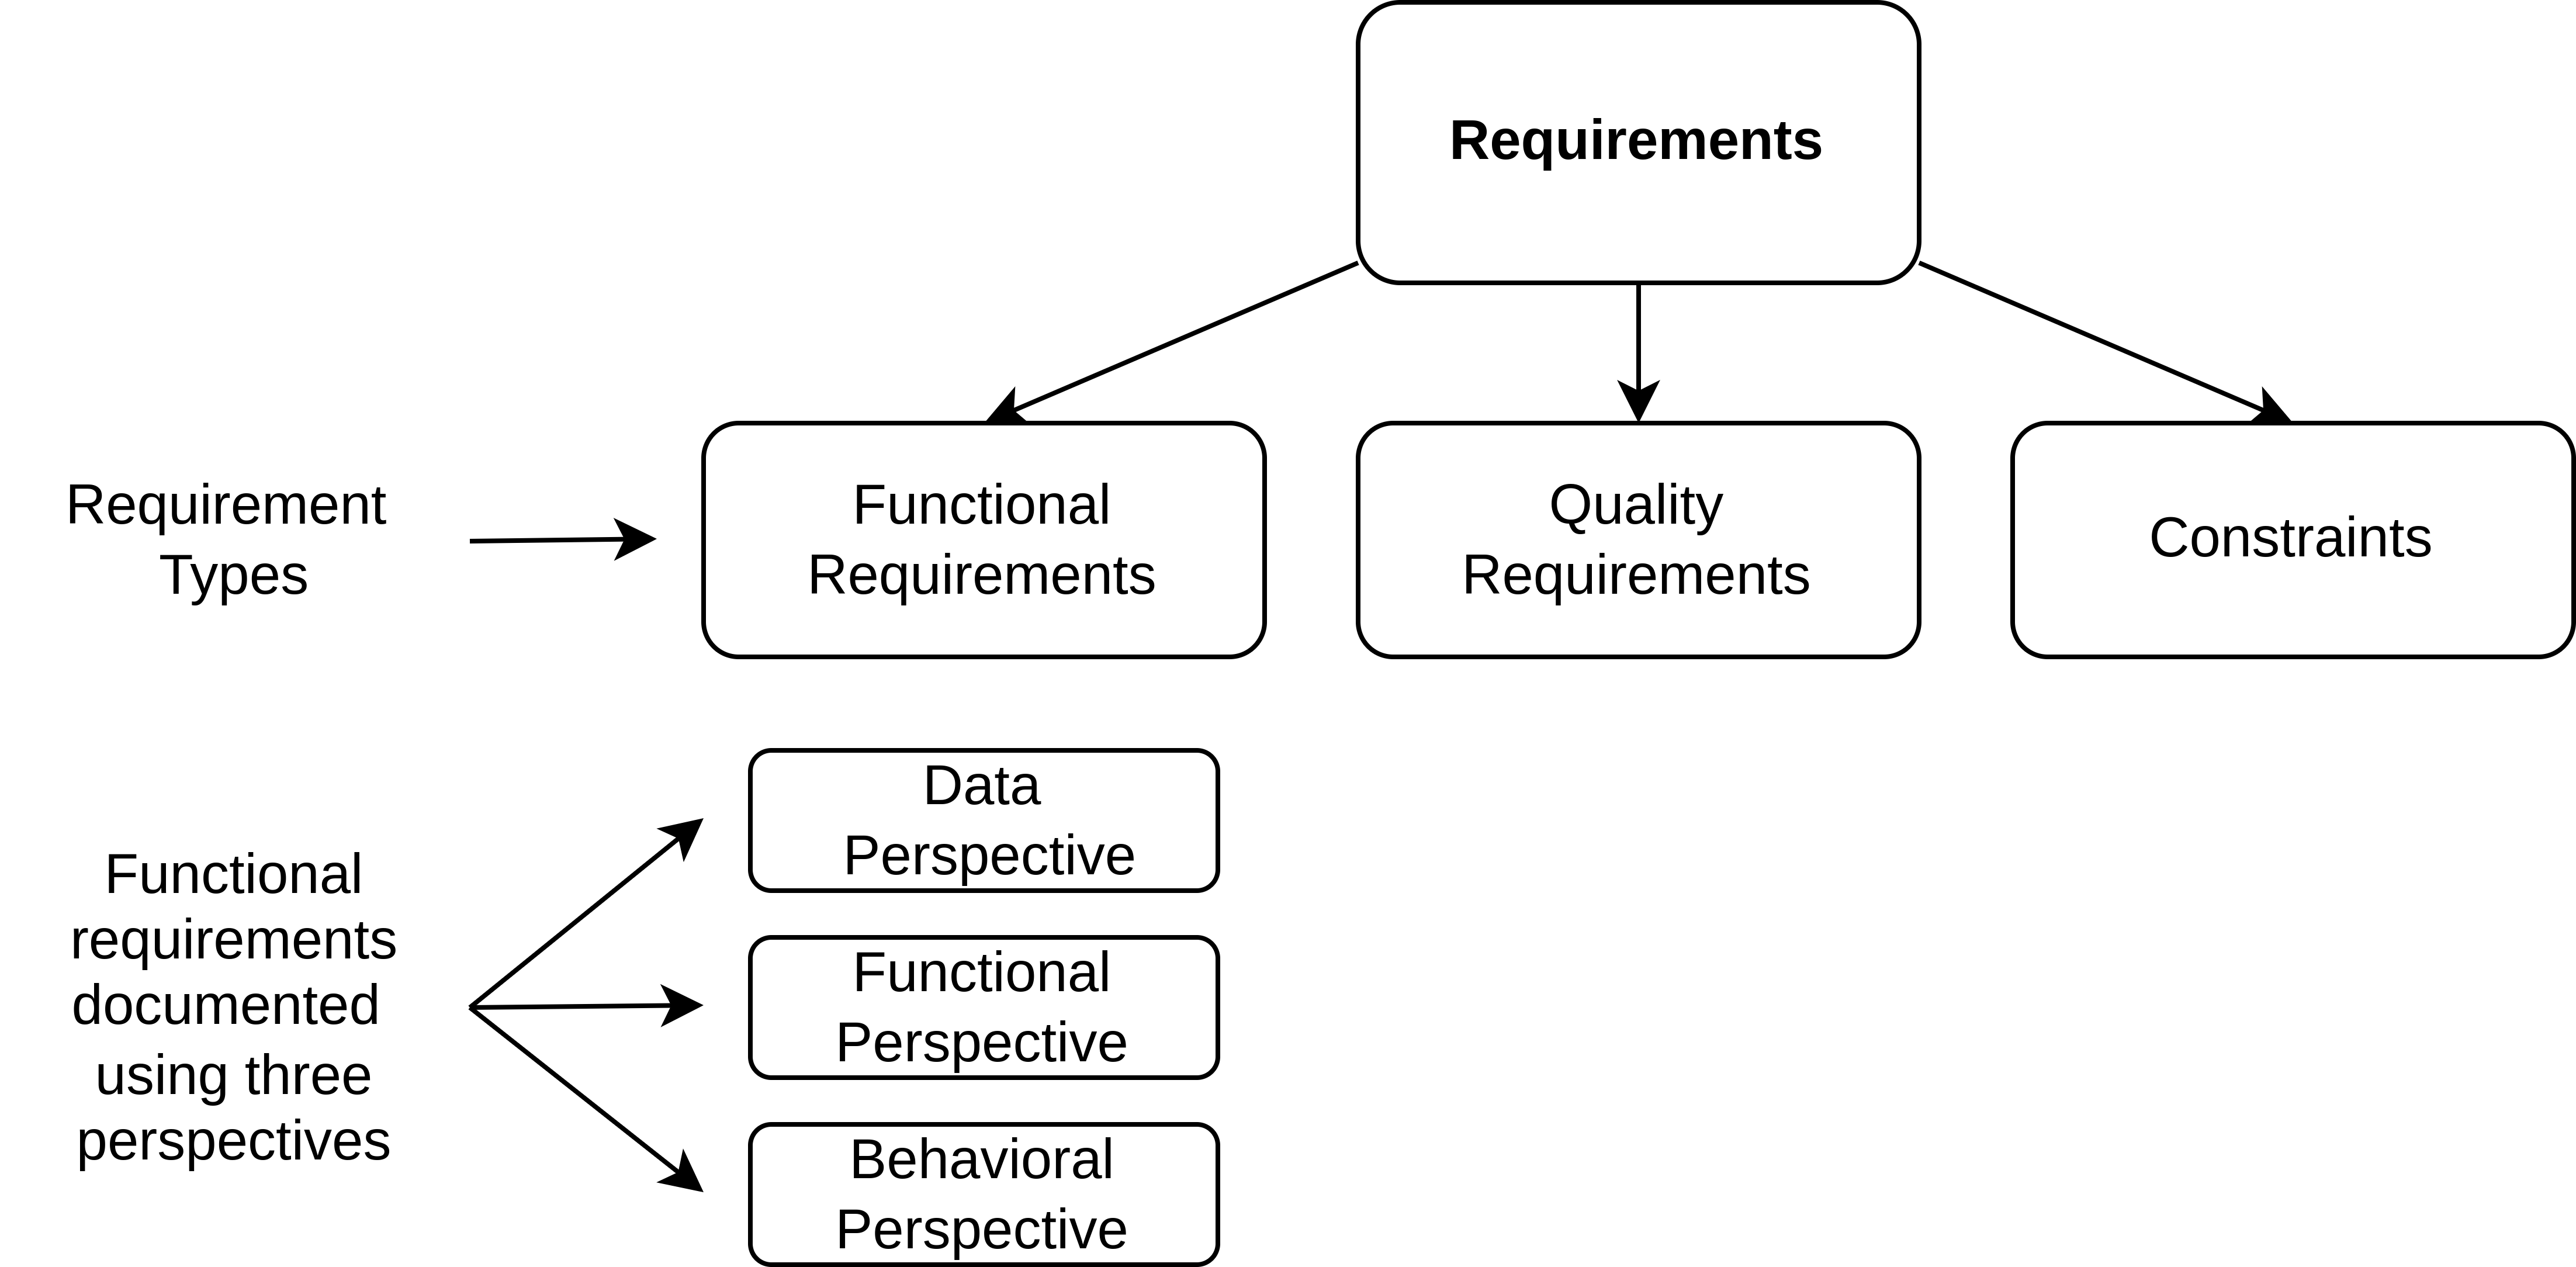 Requirements
Requirement
Types
Functional
Requirements
Quality
Requirements
Constraints
Functional
requirements
documented
using three
perspectives
Data
Perspective
Functional
Perspective
Behavioral
Perspective